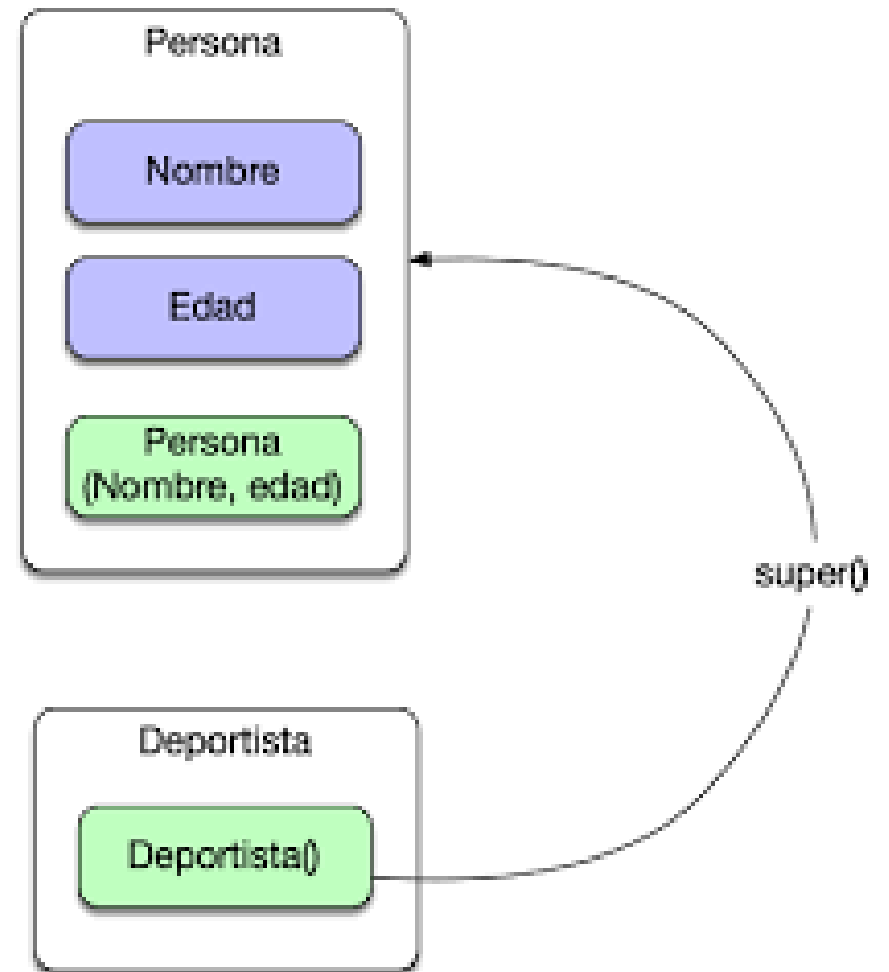 Persona
Nombre
Edad
Persona
(Nombre, edad)
super()
Deportista
Deportista()